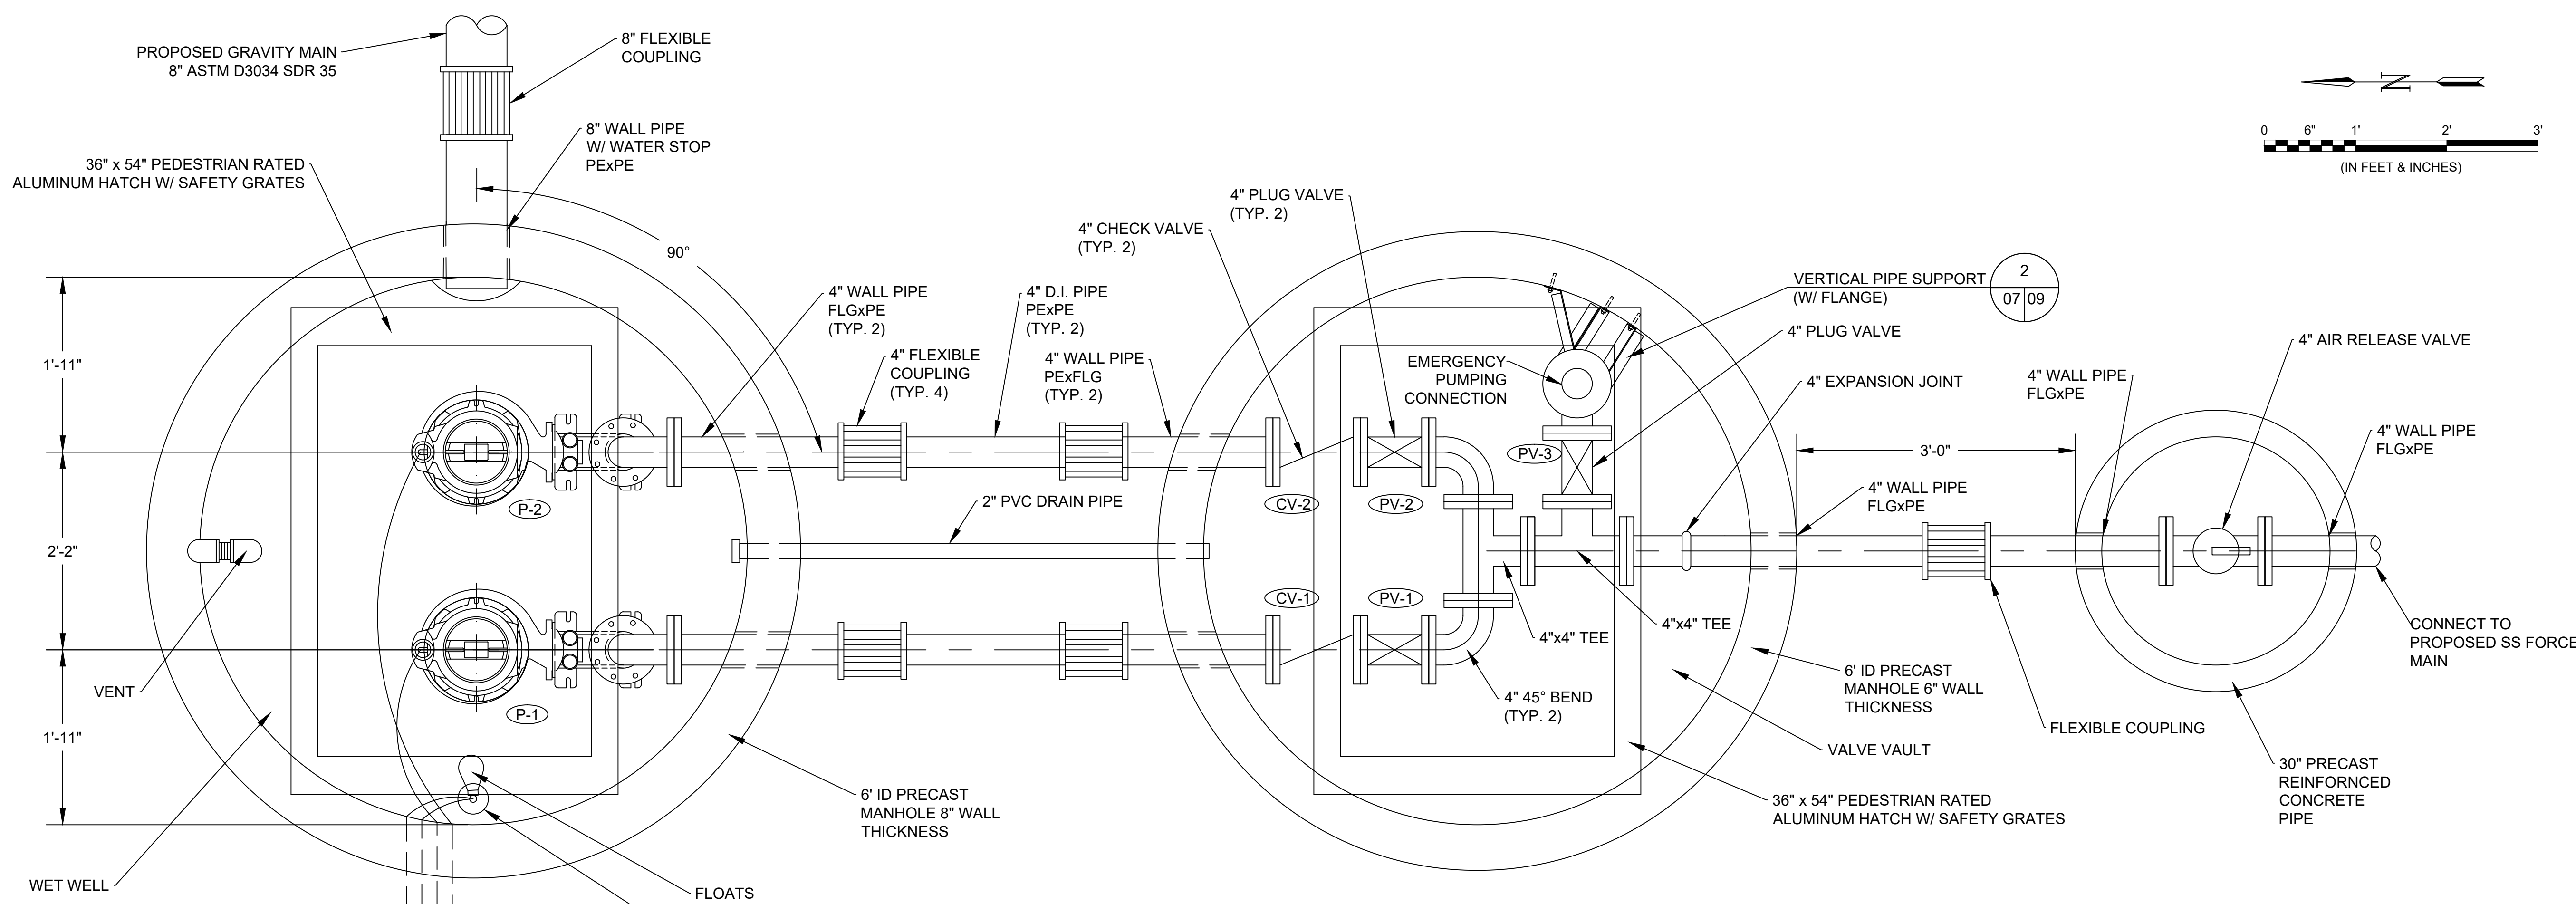 PROPOSED GRAVITY MAIN
8" ASTM D3034 SDR 35
8" FLEXIBLE
COUPLING
8" WALL PIPE
W/ WATER STOP
PExPE
36" x 54" PEDESTRIAN RATED
ALUMINUM HATCH W/ SAFETY GRATES
90°
N
0 6" 1' 2' 3'
(IN FEET & INCHES)
4" PLUG VALVE
(TYP. 2)
4" CHECK VALVE
(TYP. 2)
4" WALL PIPE
FLGxPE
(TYP. 2)
4" D.I. PIPE
PExPE
(TYP. 2)
4" FLEXIBLE
COUPLING
(TYP. 4)
4" WALL PIPE
PExFLG
(TYP. 2)
VERTICAL PIPE SUPPORT
(W/ FLANGE)
2
07 09
4" PLUG VALVE
EMERGENCY
PUMPING
CONNECTION
4" EXPANSION JOINT
4" AIR RELEASE VALVE
4" WALL PIPE
FLGxPE
4" WALL PIPE
FLGxPE
3'-0"
4" WALL PIPE
FLGxPE
1'-11"
2'-2"
1'-11"
P-2
P-1
2" PVC DRAIN PIPE
CV-2
PV-2
PV-3
CV-1
PV-1
4"x4" TEE
4"x4" TEE
4" 45° BEND
(TYP. 2)
VENT
WET WELL
FLOATS
6' ID PRECAST
MANHOLE 8" WALL
THICKNESS
6' ID PRECAST
MANHOLE 6" WALL
THICKNESS
VALVE VAULT
36" x 54" PEDESTRIAN RATED
ALUMINUM HATCH W/ SAFETY GRATES
FLEXIBLE COUPLING
CONNECT TO
PROPOSED SS FORCE
MAIN
30" PRECAST
REINFORNCED
CONCRETE
PIPE